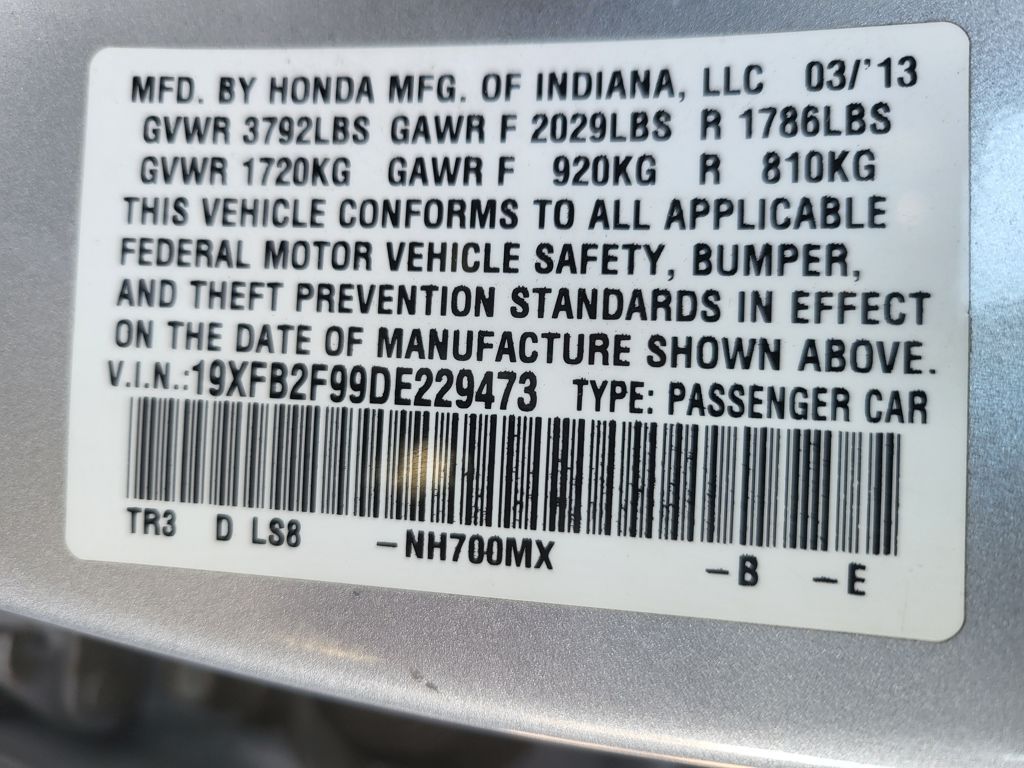 MFD. BY HONDA MFG. OF INDIANA, LLC 03/'13
GVWR 3792LBS GAWR F 2029LBS R 1786LBS
GVWR 1720KG GAWR F 920KG R 810KG
THIS VEHICLE CONFORMS TO ALL APPLICABLE
FEDERAL MOTOR VEHICLE SAFETY, BUMPER,
AND THEFT PREVENTION STANDARDS IN EFFECT
ON THE DATE OF MANUFACTURE SHOWN ABOVE.
V.I.N.:19XFB2F99DE229473 TYPE: PASSENGER CAR
TR3 D LS8 -NH700MX -B -E